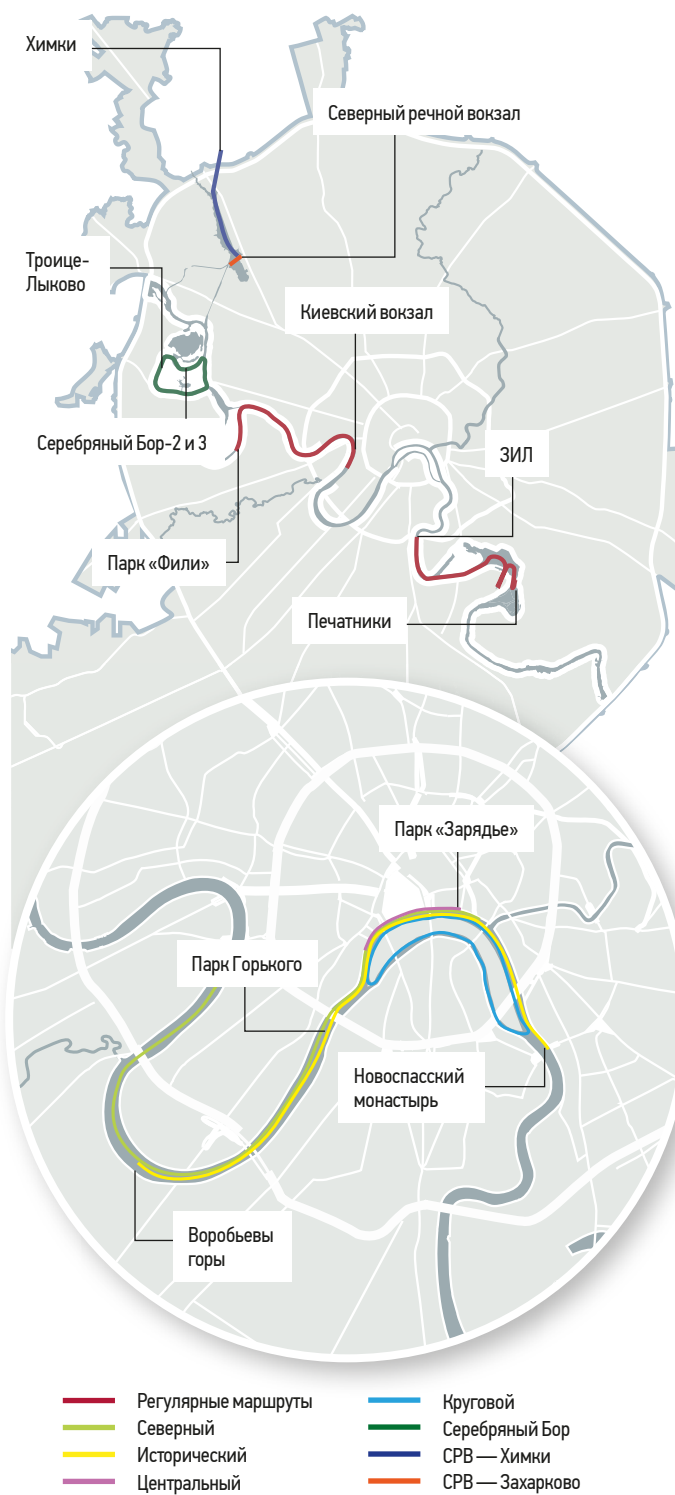 Химки
Северный речной вокзал
Троице-
Лыково
Киевский вокзал
Серебряный Бор-2 и 3
ЗИЛ
Парк «Фили»
Печатники
Парк «Зарядье»
Парк Горького
Новоспасский
монастырь
Воробьевы
горы
Регулярные маршруты
Северный
Исторический
Центральный
Круговой
Серебряный Бор
СРВ — Химки
СРВ — Захарково